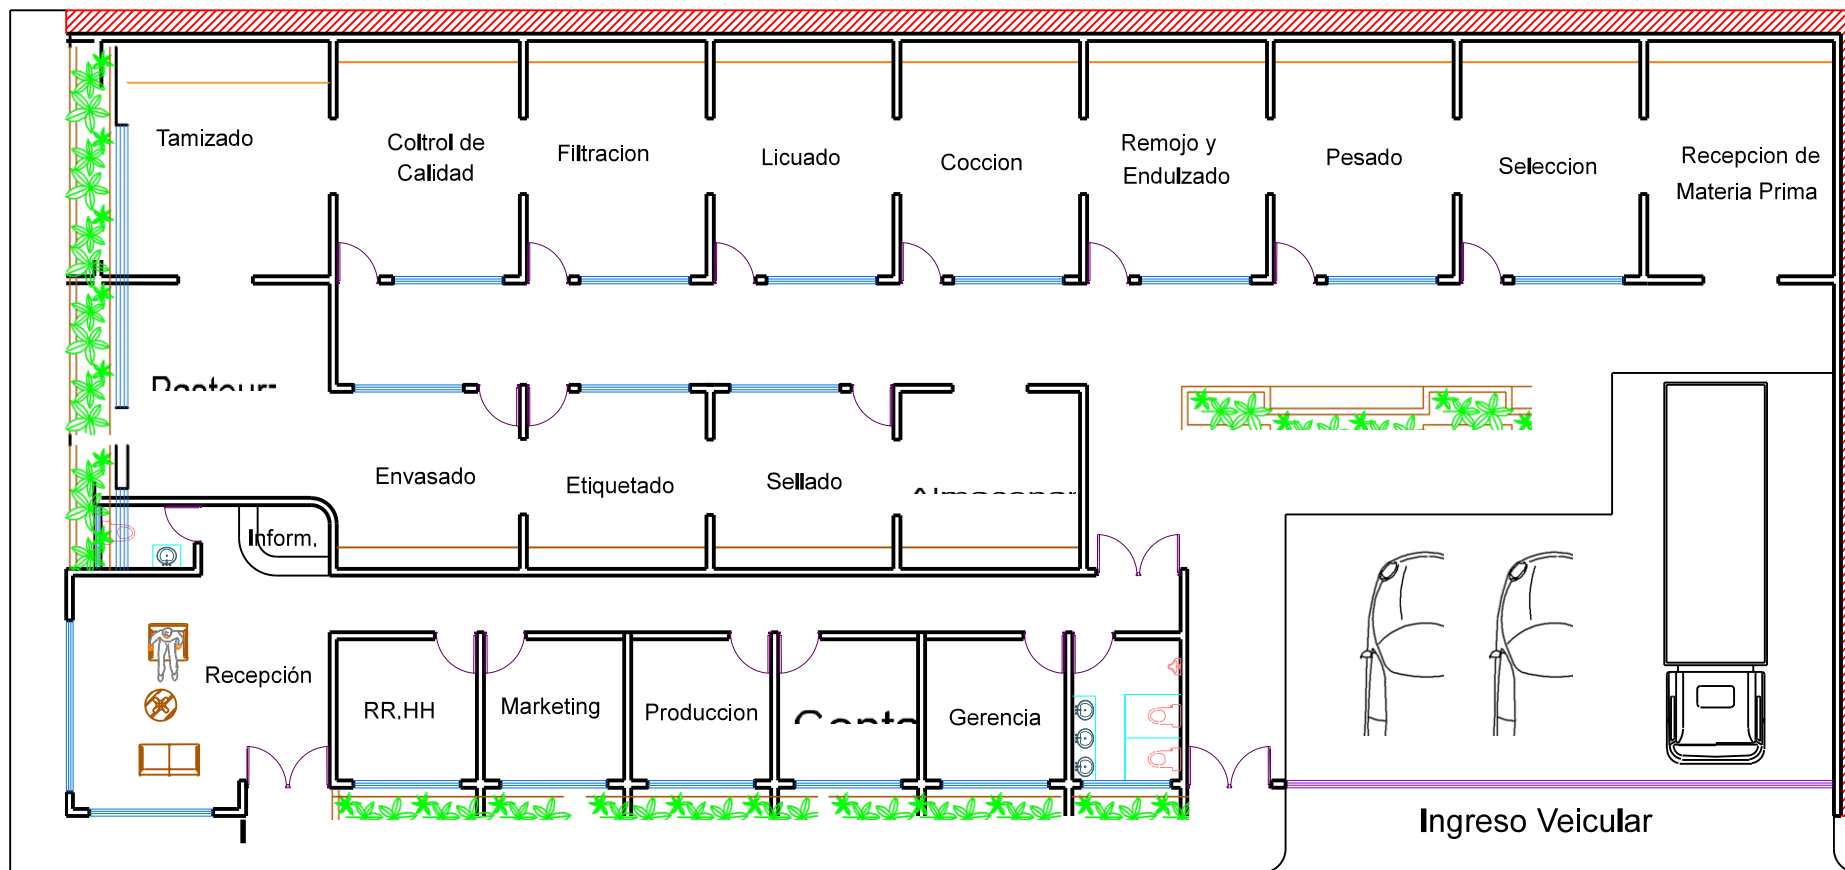 Tamizado
Coltrol de
Calidad
Filtracion
Licuado
Coccion
Remojo y
Endulzado
Pesado
Seleccion
Recepcion de
Materia Prima
Envasado
Etiquetado
Sellado
Inform.
Recepción
RR.HH
Marketing
Produccion
Gerencia
Ingreso Veicular